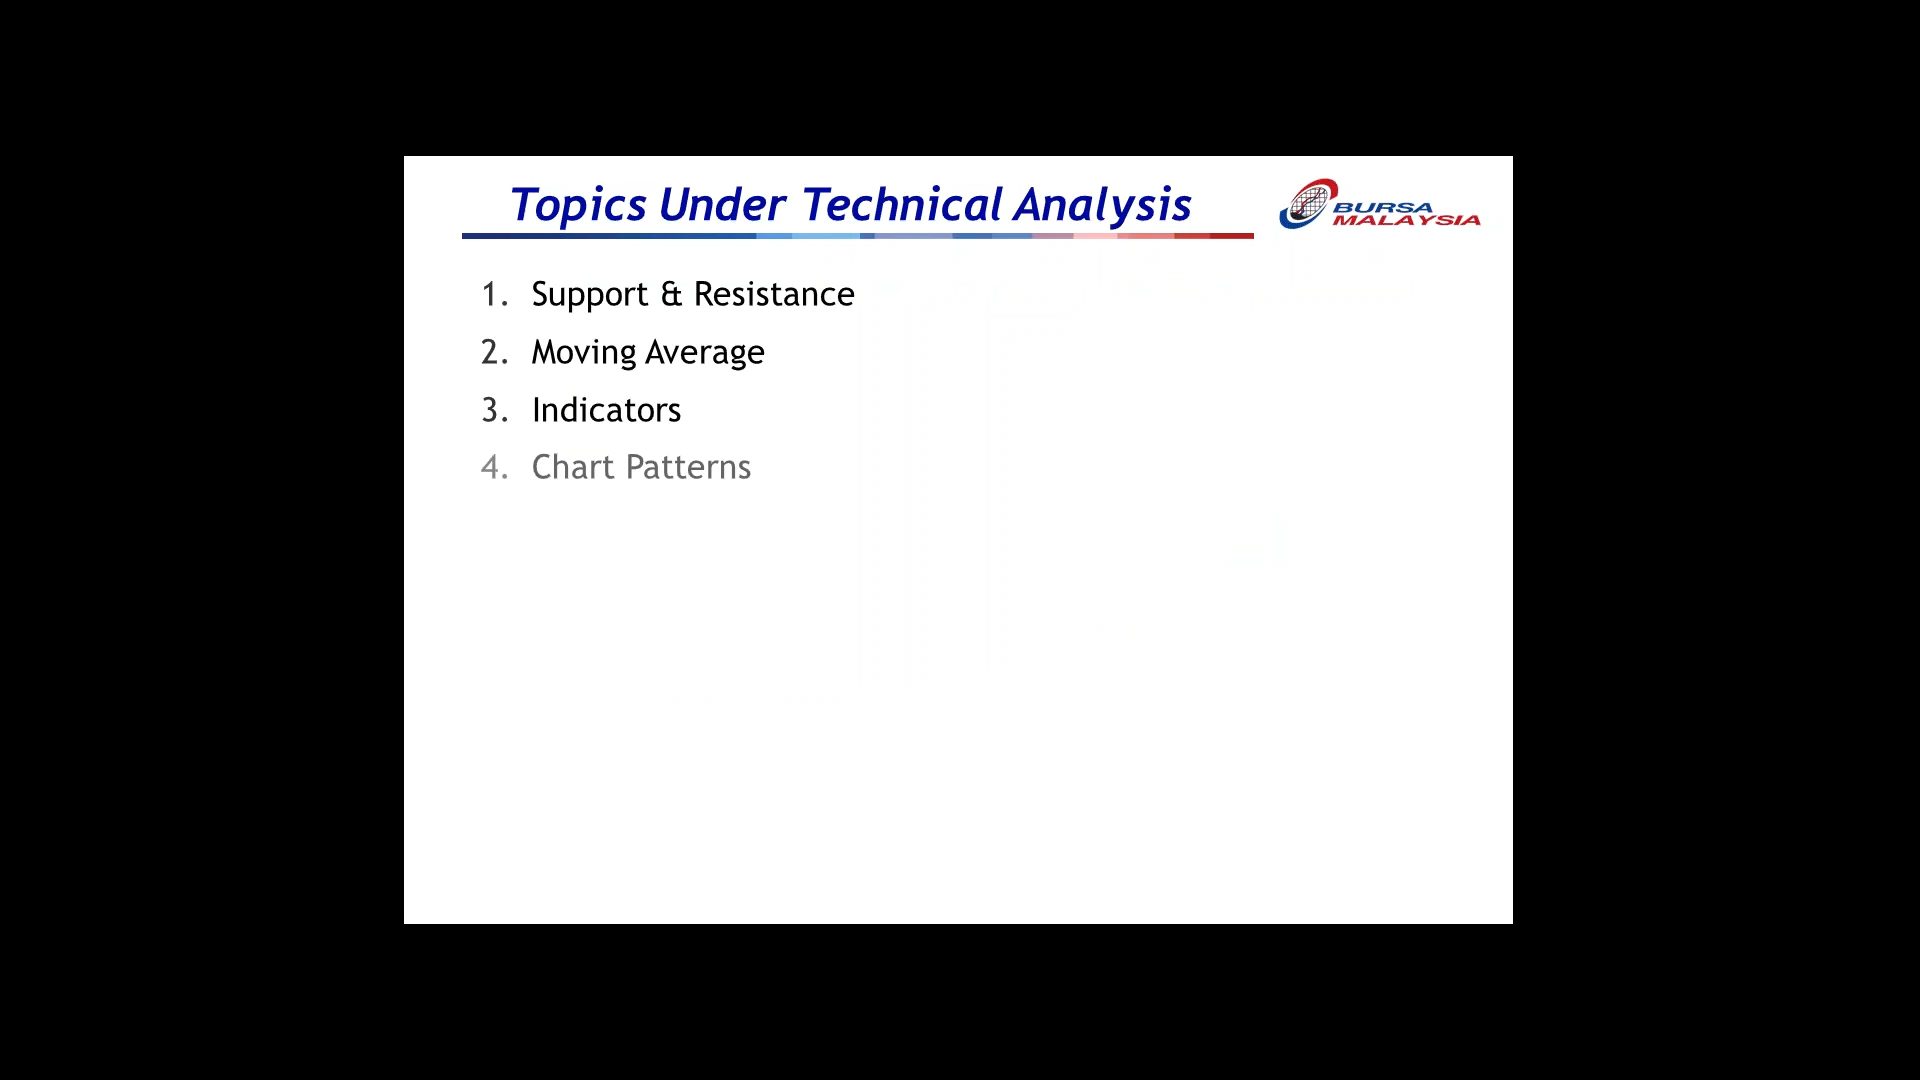 Topics Under Technical Analysis
BURSA
MALAYSIA
1. Support & Resistance
2. Moving Average
3. Indicators
4. Chart Patterns